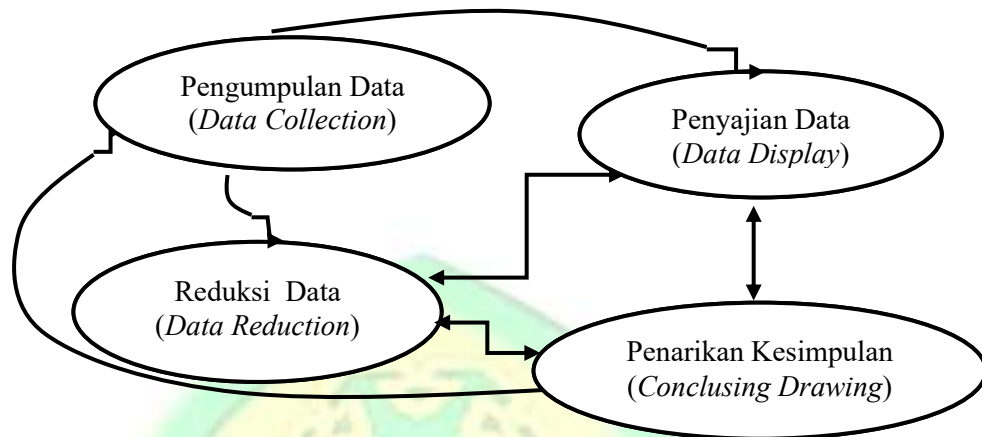 Pengumpulan Data
(Data Collection)
Penyajian Data
(Data Display)
Reduksi Data
(Data Reduction)
Penarikan Kesimpulan
(Conclusing Drawing)